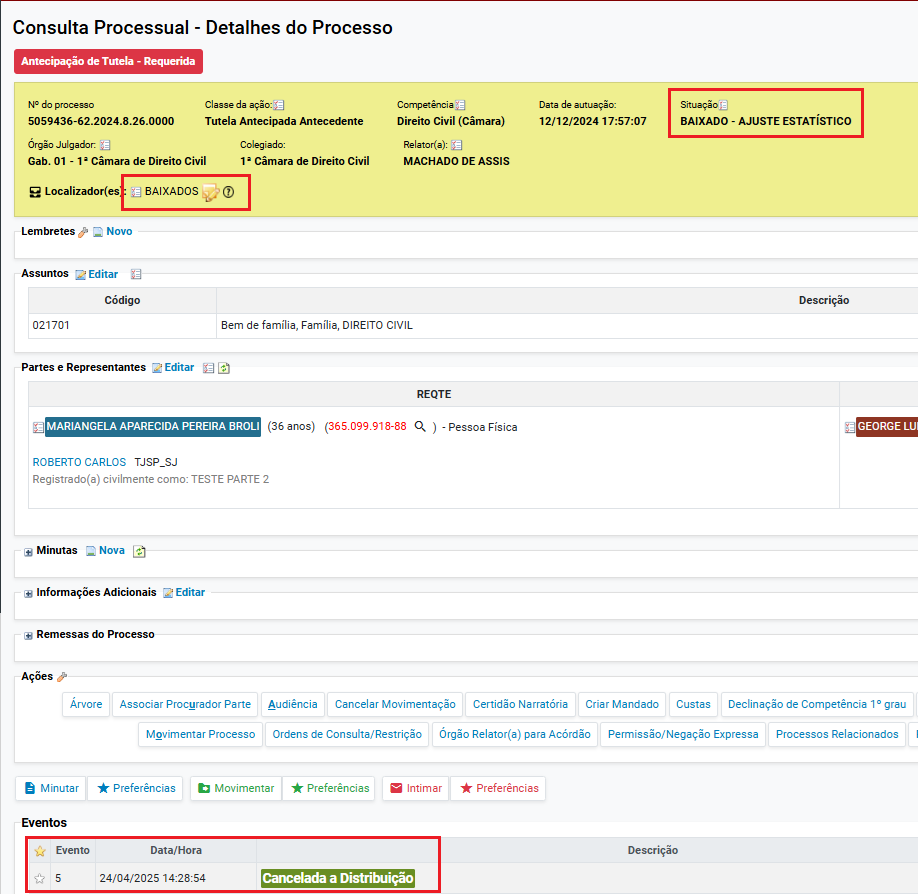 Consulta Processual - Detalhes do Processo
Antecipação de Tutela - Requerida
Nº do processo Classe da ação: Competência Data de autuação: Situação
5059436-62.2024.8.26.0000 Tutela Antecipada Antecedente Direito Civil (Câmara) 12/12/2024 17:57:07 BAIXADO - AJUSTE ESTATÍSTICO
Órgão Julgador: Colegiado: Relator(a):
Gab. 01 - 1ª Câmara de Direito Civil 1ª Câmara de Direito Civil MACHADO DE ASSIS
Localizador(es): BAIXADOS
Lembretes Novo
Assuntos Editar
Código Descrição
021701 Bem de família, Família, DIREITO CIVIL
Partes e Representantes Editar
REQTE
MARIANGELA APARECIDA PEREIRA BROLI (36 anos) (365.099.918-88 ) - Pessoa Física GEORGE
ROBERTO CARLOS TJSP_SJ
Registrado(a) civilmente como: TESTE PARTE 2
Minutas Nova
Informações Adicionais Editar
Remessas do Processo
Ações
Árvore Associar Procurador Parte Audiência Cancelar Movimentação Certidão Narratória Criar Mandado Custas Declinação de Competência 1º grau
Movimentar Processo Ordens de Consulta/Restrição Órgão Relator(a) para Acórdão Permissão/Negação Expressa Processos Relacionados
Minutar Preferências Movimentar Preferências Intimar Preferências
Eventos
Evento Data/Hora Descrição
5 24/04/2025 14:28:54 Cancelada a Distribuição